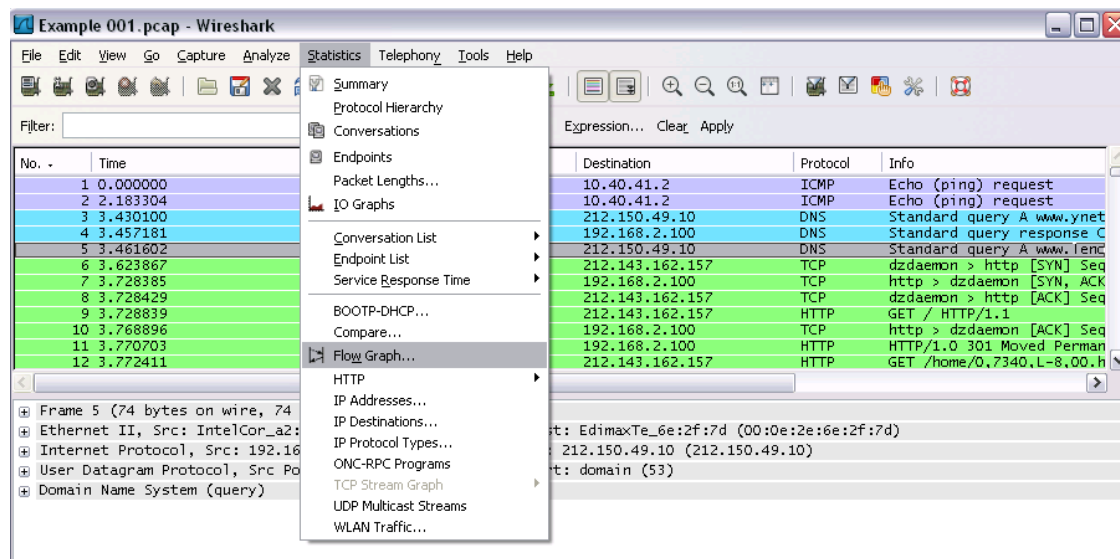 Example 001.pcap - Wireshark
File Edit View Go Capture Analyze Statistics Telephony Tools Help
Filter: Expression... Clear Apply
Summary
Protocol Hierarchy
Conversations
Endpoints
Packet Lengths...
IO Graphs
Conversation List
Endpoint List
Service Response Time
BOOTP-DHCP...
Compare...
Flow Graph...
HTTP
IP Addresses...
IP Destinations...
IP Protocol Types...
ONC-RPC Programs
TCP Stream Graph
UDP Multicast Streams
WLAN Traffic...
No. Time Destination Protocol Info
1 0.000000 10.40.41.2 ICMP Echo (ping) request
2 2.183304 10.40.41.2 ICMP Echo (ping) request
3 3.430100 212.150.49.10 DNS Standard query A www.ynet
4 3.457181 192.168.2.100 DNS Standard query response C
5 3.461602 212.150.49.10 DNS Standard query A
6 3.623867 212.143.162.157 TCP dzdaemon > http [SYN] Seq
7 3.728385 192.168.2.100 TCP http > dzdaemon [SYN, ACK
8 3.728429 212.143.162.157 TCP dzdaemon > http [ACK] Seq
9 3.728839 212.143.162.157 HTTP GET / HTTP/1.1
10 3.768896 192.168.2.100 TCP http > dzdaemon [ACK] Seq
11 3.770703 192.168.2.100 HTTP HTTP/1.0 301 Moved Perman
12 3.772411 212.143.162.157 HTTP GET /home/0,7340,L-8,00.h
Frame 5 (74 bytes on wire, 74
Ethernet II, Src: IntelCor_a2: st: EdimaxTe_6e:2f:7d (00:0e:2e:6e:2f:7d)
Internet Protocol, Src: 192.16 : 212.150.49.10 (212.150.49.10)
User Datagram Protocol, Src Po t: domain (53)
Domain Name System (query)